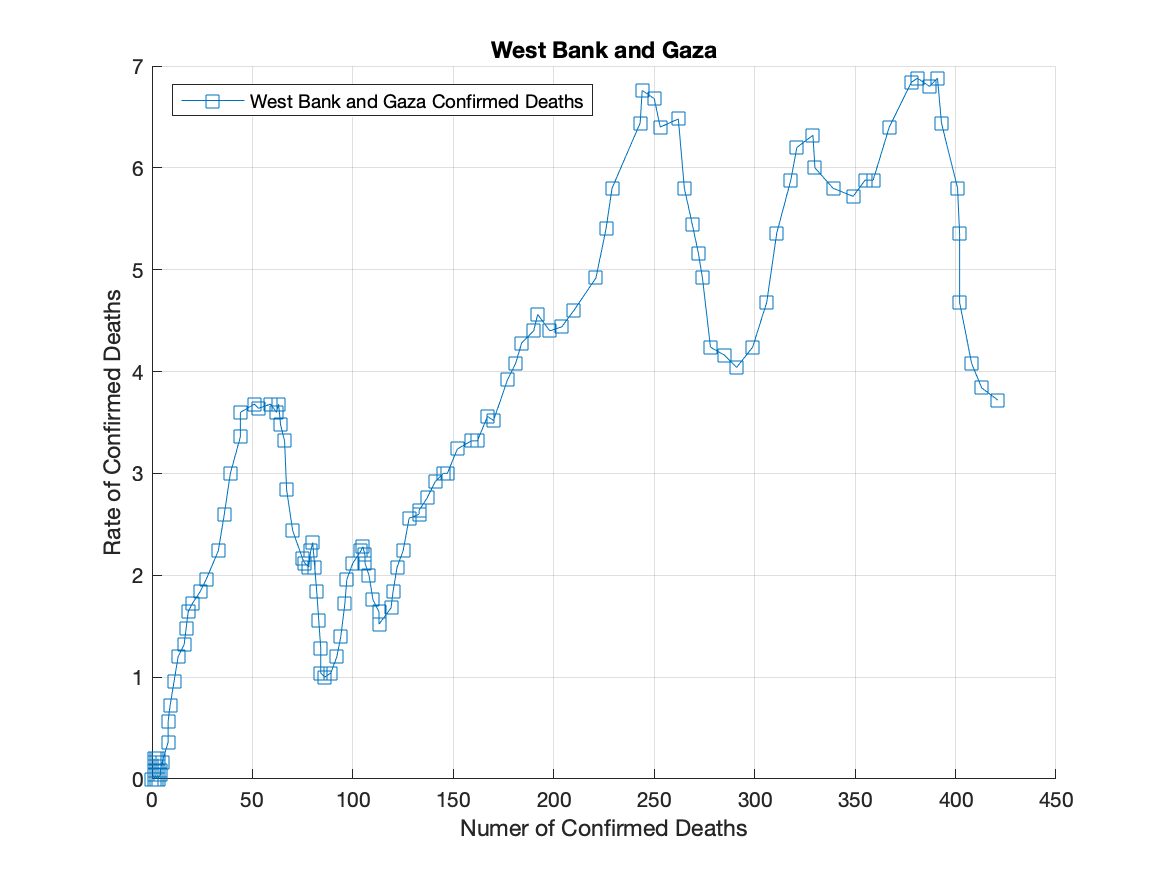 West Bank and Gaza
West Bank and Gaza Confirmed Deaths
Rate of Confirmed Deaths
7
6
5
4
3
2
1
0
0 50 100 150 200 250 300 350 400 450
Numer of Confirmed Deaths